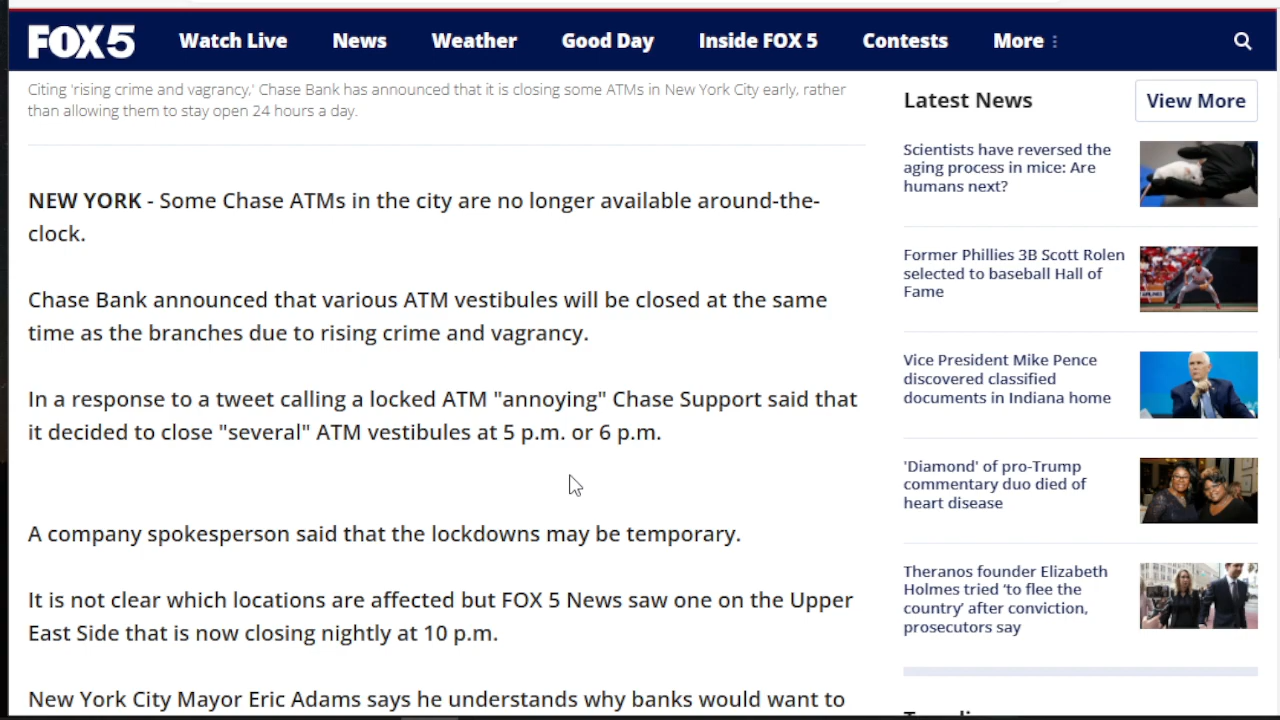 FOX 5 Watch Live News Weather Good Day Inside FOX 5 Contests More
Citing 'rising crime and vagrancy,' Chase Bank has announced that it is closing some ATMs in New York City early, rather
than allowing them to stay open 24 hours a day.
NEW YORK - Some Chase ATMs in the city are no longer available around-the-
clock.
Chase Bank announced that various ATM vestibules will be closed at the same
time as the branches due to rising crime and vagrancy.
In a response to a tweet calling a locked ATM "annoying" Chase Support said that
it decided to close "several" ATM vestibules at 5 p.m. or 6 p.m.
A company spokesperson said that the lockdowns may be temporary.
It is not clear which locations are affected but FOX 5 News saw one on the Upper
East Side that is now closing nightly at 10 p.m.
New York City Mayor Eric Adams says he understands why banks would want to
Latest News
View More
Scientists have reversed the
aging process in mice: Are
humans next?
Former Phillies 3B Scott Rolen
selected to baseball Hall of
Fame
Vice President Mike Pence
discovered classified
documents in Indiana home
'Diamond' of pro-Trump
commentary duo died of
heart disease
Theranos founder Elizabeth
Holmes tried 'to flee the
country' after conviction,
prosecutors say